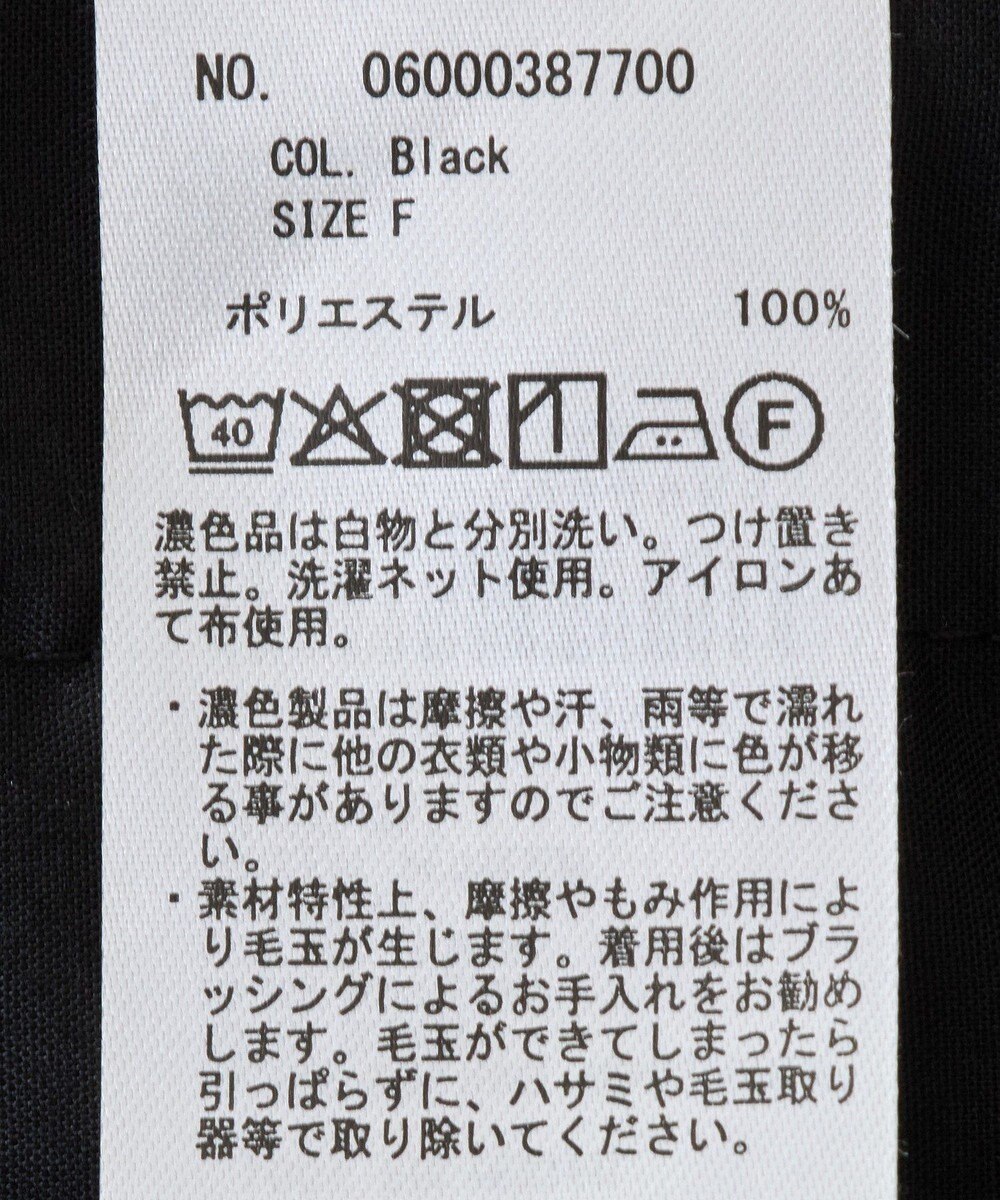 NO. 06000387700
COL. Black
SIZE F
ポリエステル 100%
40 F
濃色品は白物と分別洗い。つけ置き
禁止。洗濯ネット使用。アイロンあ
て布使用。
・濃色製品は摩擦や汗、雨等で濡れ
た際に他の衣類や小物類に色が移
る事がありますのでご注意くださ
い。
・素材特性上、摩擦やもみ作用によ
り毛玉が生じます。着用後はブラ
ッシングによるお手入れをお勧め
します。毛玉ができてしまったら
引っぱらずに、ハサミや毛玉取り
器等で取り除いてください。